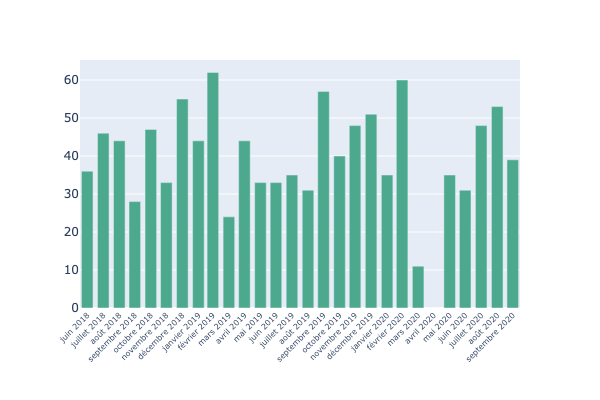 60
50
40
30
20
10
0
juin 2018
juillet 2018
août 2018
septembre 2018
octobre 2018
novembre 2018
décembre 2018
janvier 2019
février 2019
mars 2019
avril 2019
mai 2019
juin 2019
juillet 2019
août 2019
septembre 2019
octobre 2019
novembre 2019
décembre 2019
janvier 2020
février 2020
mars 2020
avril 2020
mai 2020
juin 2020
juillet 2020
août 2020
septembre 2020